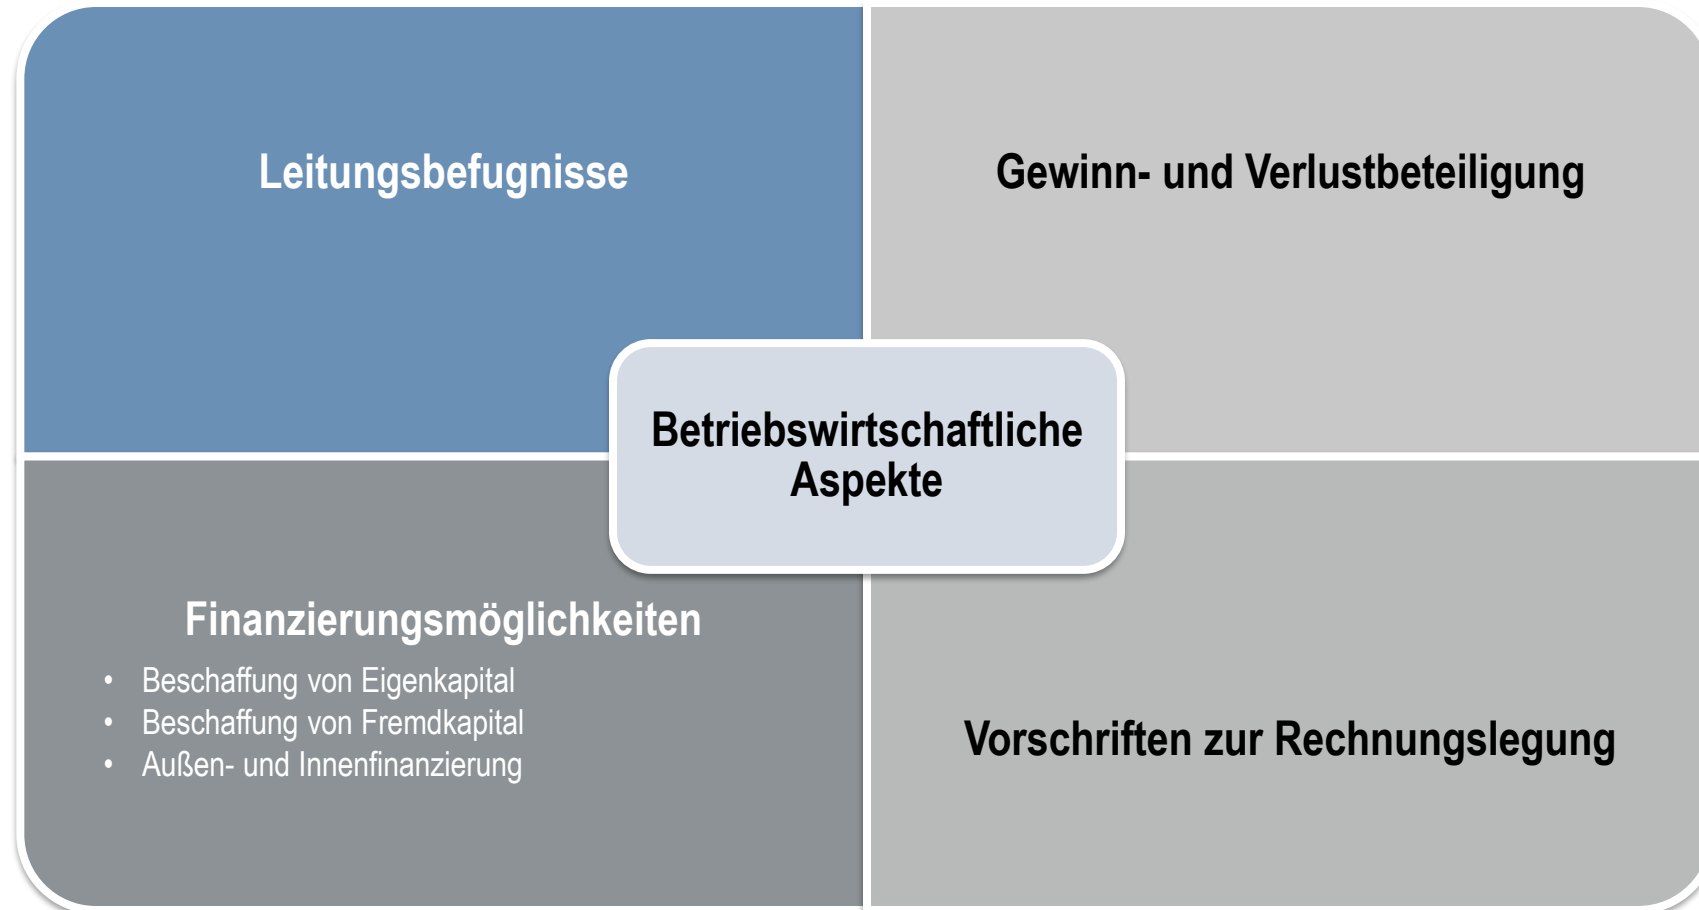 Leitungsbefugnisse
Gewinn- und Verlustbeteiligung
Betriebswirtschaftliche
Aspekte
Finanzierungsmöglichkeiten
• Beschaffung von Eigenkapital
• Beschaffung von Fremdkapital
• Außen- und Innenfinanzierung
Vorschriften zur Rechnungslegung